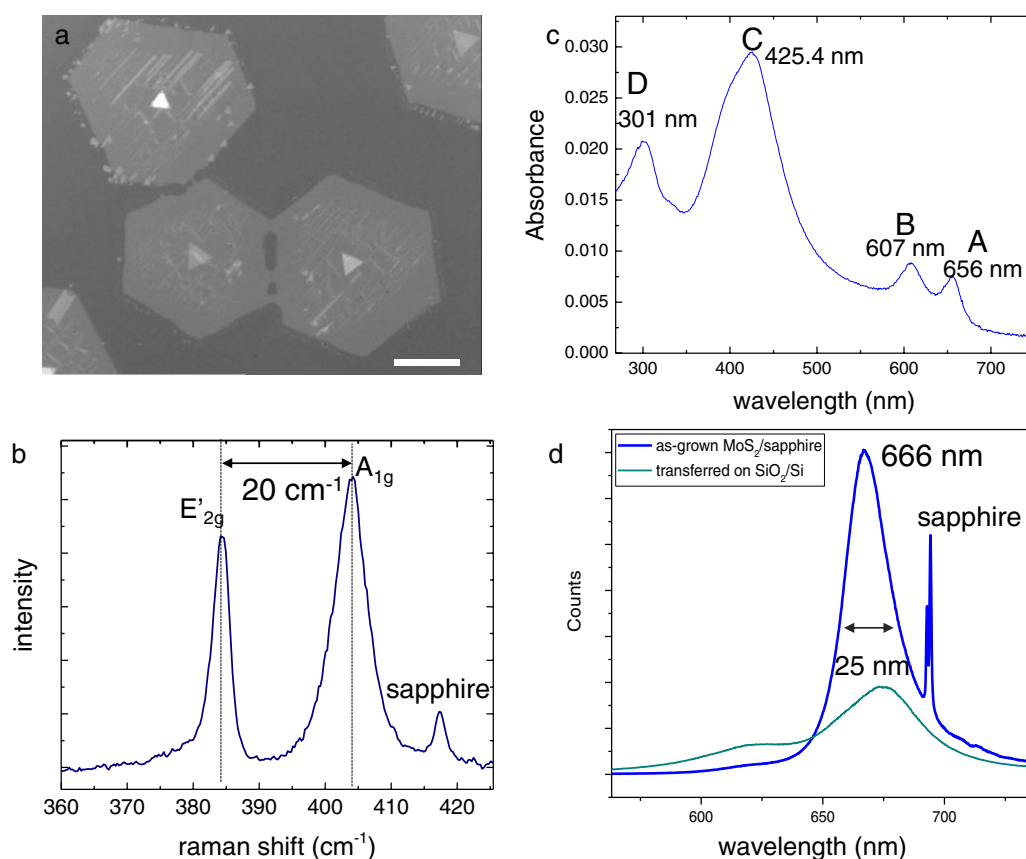 a
b
E'2g
20 cm-1
A1g
sapphire
intensity
360
370
380
390
400
410
420
raman shift (cm-1)
c
D
301 nm
C
425.4 nm
B
607 nm
A
656 nm
Absorbance
0.030
0.025
0.020
0.015
0.010
0.005
0.000
300
400
500
600
700
wavelength (nm)
d
as-grown MoS2/sapphire
transferred on SiO2/Si
666 nm
sapphire
25 nm
Counts
600
650
700
wavelength (nm)